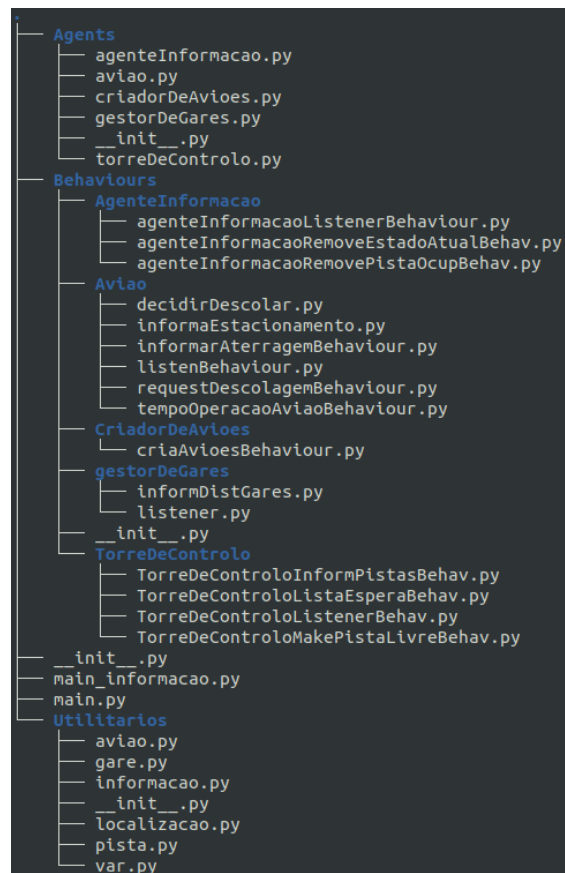 .
├── Agents
│   ├── agenteInformacao.py
│   ├── aviao.py
│   ├── criadorDeAvioes.py
│   ├── gestorDeGares.py
│   ├── __init__.py
│   └── torreDeControlo.py
├── Behaviours
│   ├── AgenteInformacao
│   │   ├── agenteInformacaoListenerBehaviour.py
│   │   ├── agenteInformacaoRemoveEstadoAtualBehav.py
│   │   └── agenteInformacaoRemovePistaOcupBehav.py
│   ├── Aviao
│   │   ├── decidirDescolar.py
│   │   ├── informaEstacionamento.py
│   │   ├── informarAterragemBehaviour.py
│   │   ├── listenBehaviour.py
│   │   ├── requestDescolagemBehaviour.py
│   │   └── tempoOperacaoAviaoBehaviour.py
│   ├── CriadorDeAvioes
│   │   └── criaAvioesBehaviour.py
│   ├── gestorDeGares
│   │   ├── informDistGares.py
│   │   └── listener.py
│   ├── __init__.py
│   └── TorreDeControlo
│       ├── TorreDeControloInformPistasBehav.py
│       ├── TorreDeControloListaEsperaBehav.py
│       ├── TorreDeControloListenerBehav.py
│       └── TorreDeControloMakePistaLivreBehav.py
├── __init__.py
├── main_informacao.py
├── main.py
└── Utilitarios
    ├── aviao.py
    ├── gare.py
    ├── informacao.py
    ├── __init__.py
    ├── localizacao.py
    ├── pista.py
    └── var.py